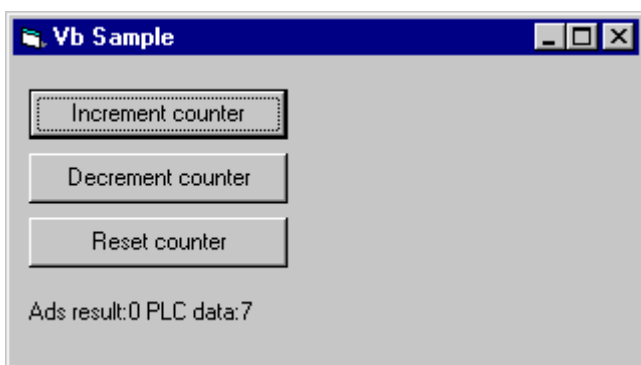 Vb Sample
Increment counter
Decrement counter
Reset counter
Ads result:0 PLC data:7